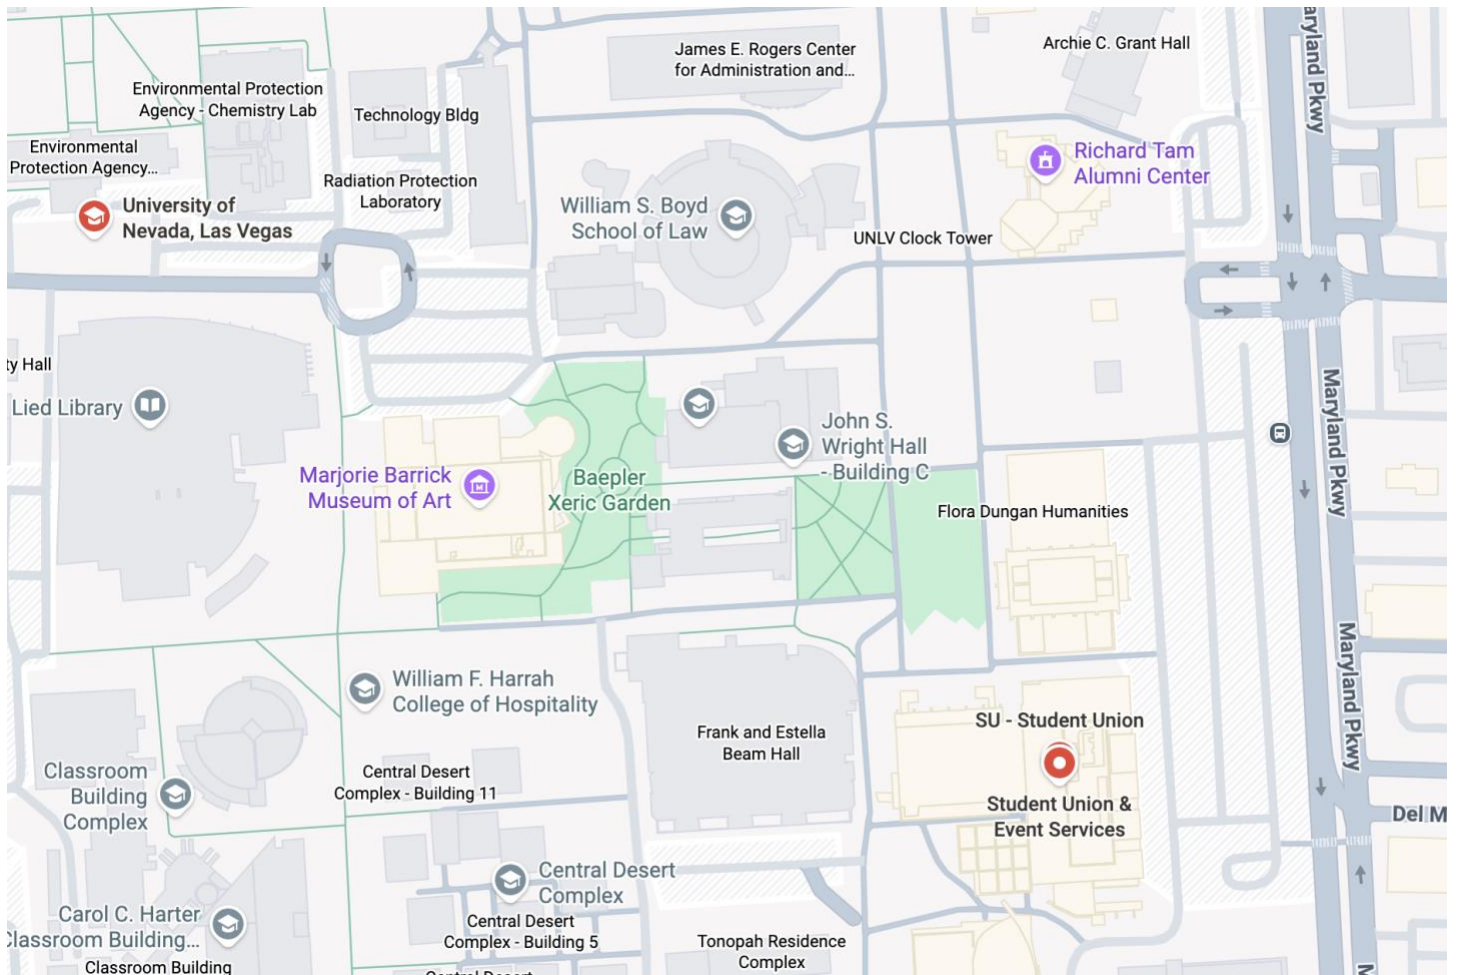 James E. Rogers Center
for Administration and...
Archie C. Grant Hall
Maryland Pkwy
Environmental Protection
Agency - Chemistry Lab
Technology Bldg
Environmental
Protection Agency...
Radiation Protection
Laboratory
Richard Tam
Alumni Center
University of
Nevada, Las Vegas
William S. Boyd
School of Law
UNLV Clock Tower
ty Hall
Lied Library
Maryland Pkwy
John S.
Wright Hall
- Building C
Marjorie Barrick
Museum of Art
Baepler
Xeric Garden
Flora Dungan Humanities
Maryland Pkwy
William F. Harrah
College of Hospitality
SU - Student Union
Frank and Estella
Beam Hall
Classroom
Building
Complex
Central Desert
Complex - Building 11
Student Union &
Event Services
Del M
Central Desert
Complex
Carol C. Harter
Classroom Building...
Central Desert
Complex - Building 5
Tonopah Residence
Complex
Classroom Building
Central Desert